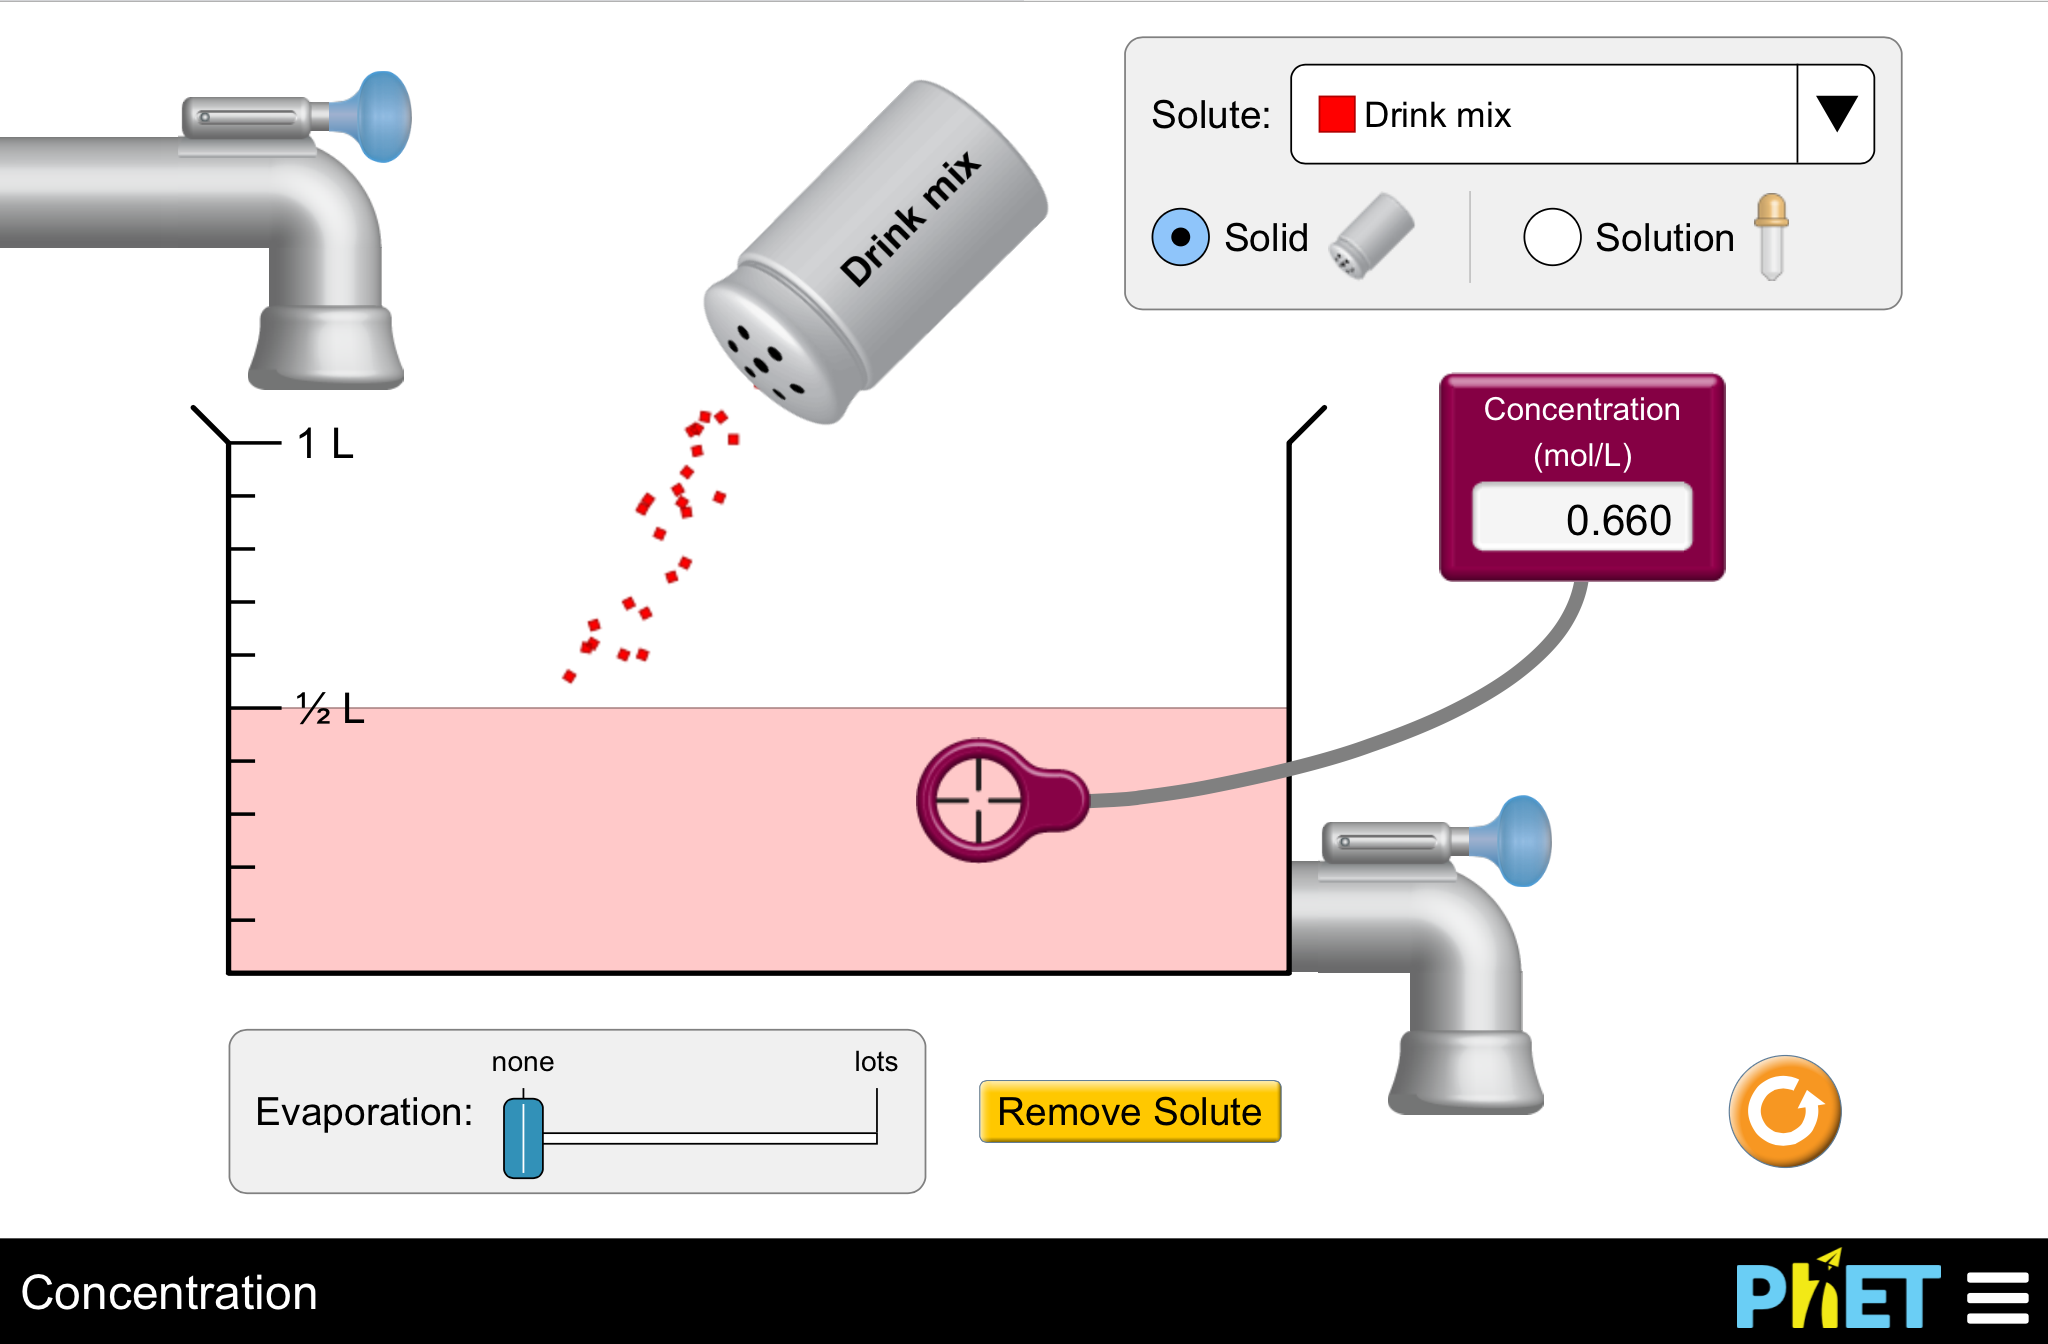 Solute:
Drink mix
Drink mix
Solid
Solution
Concentration
(mol/L)
0.660
1 L
½ L
none
lots
Evaporation:
Remove Solute
Concentration
PhET